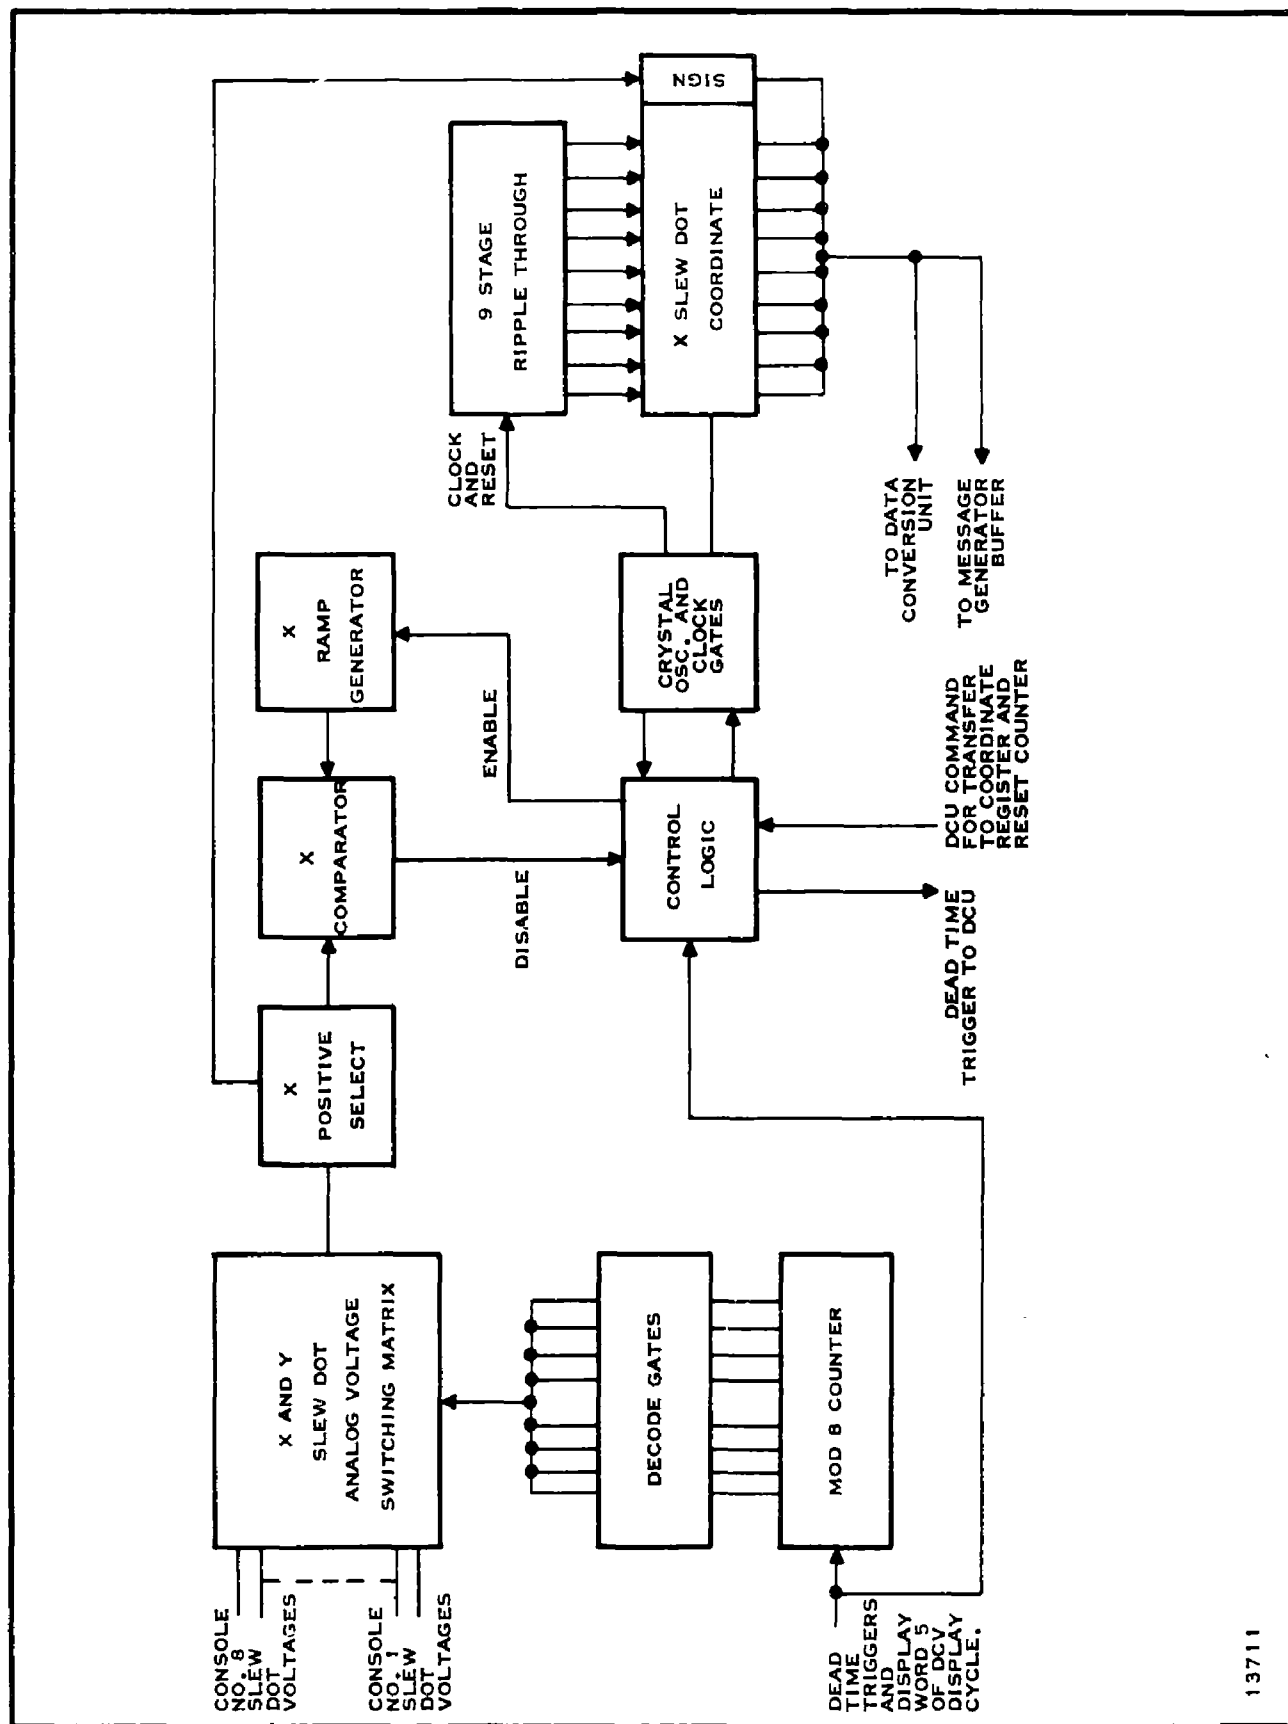 CONSOLE
NO. 8
SLEW
DOT
VOLTAGES
CONSOLE
NO. 1
SLEW
DOT
VOLTAGES
X AND Y
SLEW DOT
ANALOG VOLTAGE
SWITCHING MATRIX
X
POSITIVE
SELECT
X
COMPARATOR
X
RAMP
GENERATOR
DISABLE
ENABLE
CLOCK
AND
RESET
9 STAGE
RIPPLE THROUGH
DECODE GATES
CONTROL
LOGIC
CRYSTAL
OSC. AND
CLOCK
GATES
X SLEW DOT
COORDINATE
SIGN
MOD 8 COUNTER
DEAD
TIME
TRIGGERS
AND
DISPLAY
WORD 5
OF DCV
DISPLAY
CYCLE.
DEAD TIME
TRIGGER TO DCU
DCU COMMAND
FOR TRANSFER
TO COORDINATE
REGISTER AND
RESET COUNTER
TO DATA
CONVERSION
UNIT
TO MESSAGE
GENERATOR
BUFFER
13711